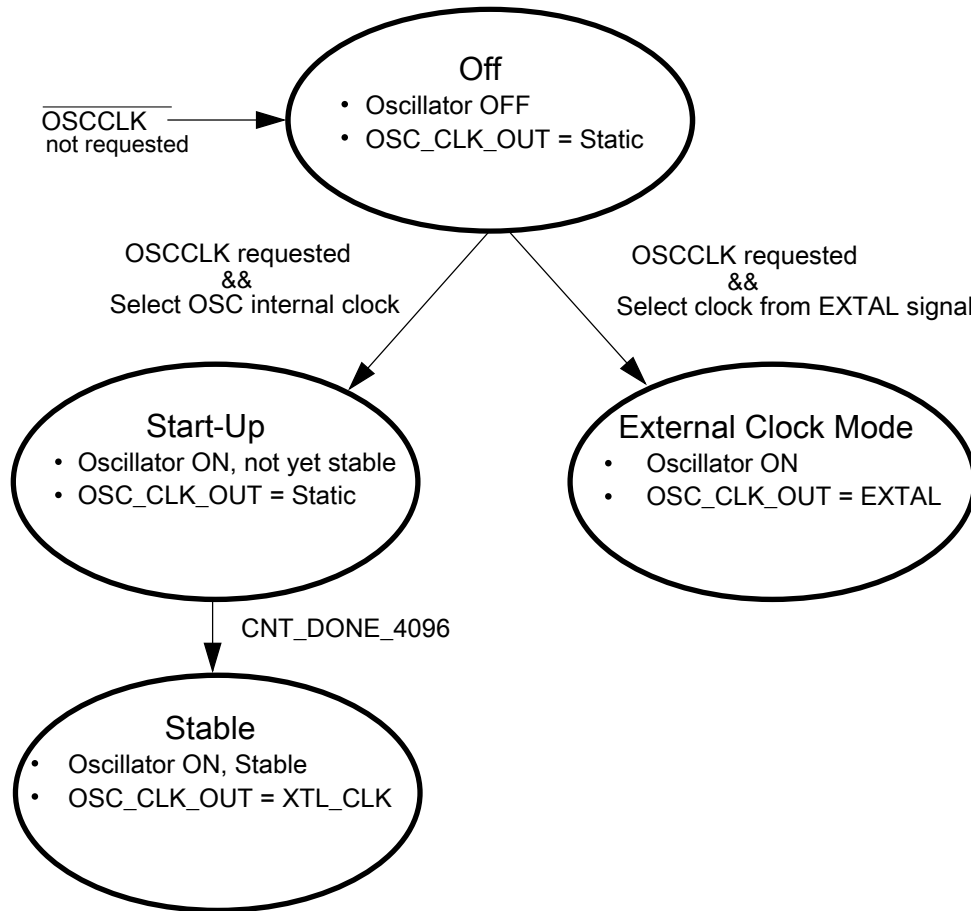 Off
• Oscillator OFF
• OSC_CLK_OUT = Static
OSCCLK
not requested
OSCCLK requested
&&
Select OSC internal clock
OSCCLK requested
&&
Select clock from EXTAL signal
Start-Up
• Oscillator ON, not yet stable
• OSC_CLK_OUT = Static
External Clock Mode
• Oscillator ON
• OSC_CLK_OUT = EXTAL
CNT_DONE_4096
Stable
• Oscillator ON, Stable
• OSC_CLK_OUT = XTL_CLK